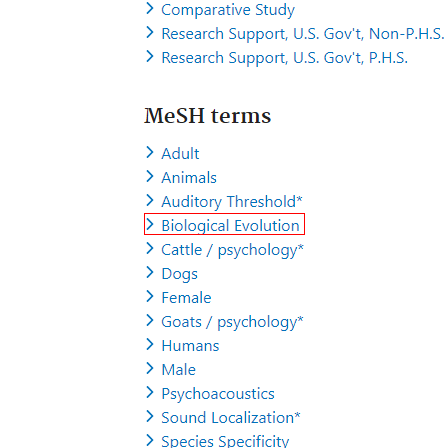 Comparative Study
Research Support, U.S. Gov't, Non-P.H.S.
Research Support, U.S. Gov't, P.H.S.
MeSH terms
Adult
Animals
Auditory Threshold*
Biological Evolution
Cattle / psychology*
Dogs
Female
Goats / psychology*
Humans
Male
Psychoacoustics
Sound Localization*
Species Specificity